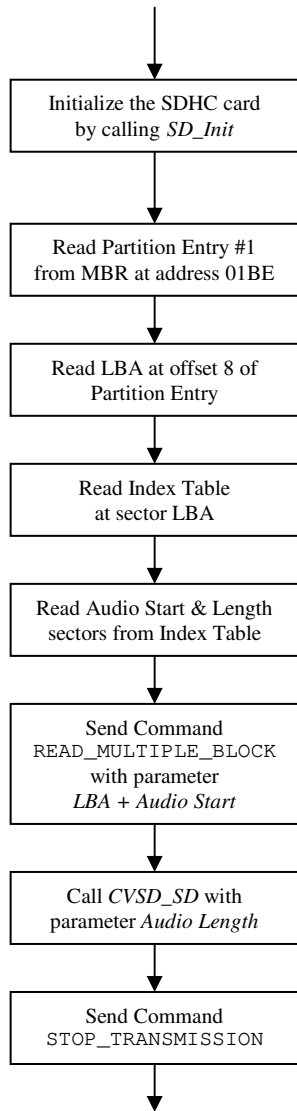 Initialize the SDHC card
by calling SD_Init
Read Partition Entry #1
from MBR at address 01BE
Read LBA at offset 8 of
Partition Entry
Read Index Table
at sector LBA
Read Audio Start & Length
sectors from Index Table
Send Command
READ_MULTIPLE_BLOCK
with parameter
LBA + Audio Start
Call CVSD_SD with
parameter Audio Length
Send Command
STOP_TRANSMISSION